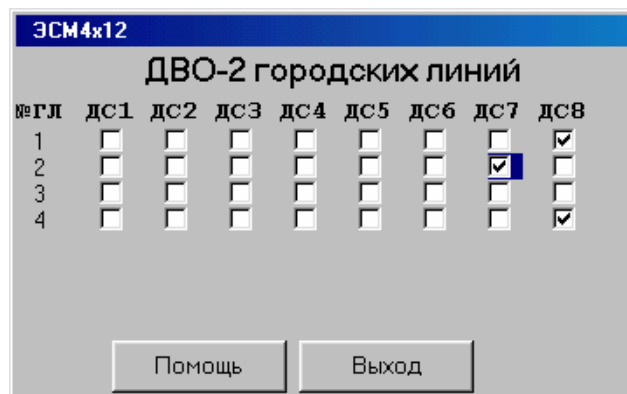 ЭСМ4х12
ДВО-2 городских линий
№гл дс1 дс2 дс3 дс4 дс5 дс6 дс7 дс8
1
2
3
4
Помощь Выход